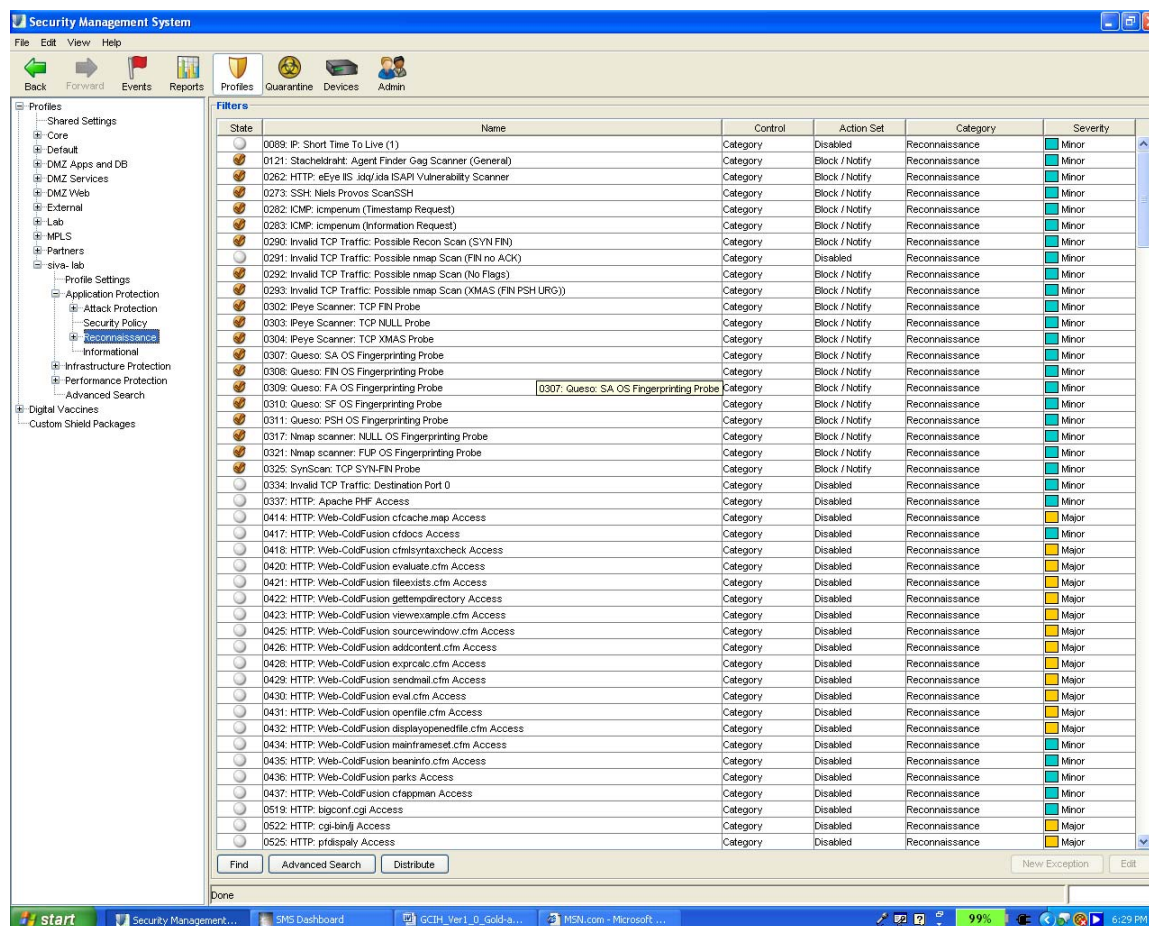 Security Management System
File Edit View Help
Back Forward Events Reports Profiles Quarantine Devices Admin
Profiles
Shared Settings
Core
Default
DMZ Apps and DB
DMZ Services
DMZ Web
External
Lab
MPLS
Partners
siva- lab
Profile Settings
Application Protection
Attack Protection
Security Policy
Reconnaissance
Informational
Infrastructure Protection
Performance Protection
Advanced Search
Digital Vaccines
Custom Shield Packages
Filters
State Name Control Action Set Category Severity
0089: IP: Short Time To Live (1) Category Disabled Reconnaissance Minor
0121: Stacheldraht: Agent Finder Gag Scanner (General) Category Block / Notify Reconnaissance Minor
0262: HTTP: eEye IIS .idq/.ida ISAPI Vulnerability Scanner Category Block / Notify Reconnaissance Minor
0273: SSH: Niels Provos ScanSSH Category Block / Notify Reconnaissance Minor
0282: ICMP: icmpenum (Timestamp Request) Category Block / Notify Reconnaissance Minor
0283: ICMP: icmpenum (Information Request) Category Block / Notify Reconnaissance Minor
0290: Invalid TCP Traffic: Possible Recon Scan (SYN FIN) Category Block / Notify Reconnaissance Minor
0291: Invalid TCP Traffic: Possible nmap Scan (FIN no ACK) Category Disabled Reconnaissance Minor
0292: Invalid TCP Traffic: Possible nmap Scan (No Flags) Category Block / Notify Reconnaissance Minor
0293: Invalid TCP Traffic: Possible nmap Scan (XMAS (FIN PSH URG)) Category Block / Notify Reconnaissance Minor
0302: IPeye Scanner: TCP FIN Probe Category Block / Notify Reconnaissance Minor
0303: IPeye Scanner: TCP NULL Probe Category Block / Notify Reconnaissance Minor
0304: IPeye Scanner: TCP XMAS Probe Category Block / Notify Reconnaissance Minor
0307: Queso: SA OS Fingerprinting Probe Category Block / Notify Reconnaissance Minor
0308: Queso: FIN OS Fingerprinting Probe Category Block / Notify Reconnaissance Minor
0309: Queso: FA OS Fingerprinting Probe 0307: Queso: SA OS Fingerprinting Probe Category Block / Notify Reconnaissance Minor
0310: Queso: SF OS Fingerprinting Probe Category Block / Notify Reconnaissance Minor
0311: Queso: PSH OS Fingerprinting Probe Category Block / Notify Reconnaissance Minor
0317: Nmap scanner: NULL OS Fingerprinting Probe Category Block / Notify Reconnaissance Minor
0321: Nmap scanner: FUP OS Fingerprinting Probe Category Block / Notify Reconnaissance Minor
0325: SynScan: TCP SYN-FIN Probe Category Block / Notify Reconnaissance Minor
0334: Invalid TCP Traffic: Destination Port 0 Category Disabled Reconnaissance Minor
0337: HTTP: Apache PHF Access Category Disabled Reconnaissance Minor
0414: HTTP: Web-ColdFusion cfcache.map Access Category Disabled Reconnaissance Major
0417: HTTP: Web-ColdFusion cfdocs Access Category Disabled Reconnaissance Minor
0418: HTTP: Web-ColdFusion cfmlsyntaxcheck Access Category Disabled Reconnaissance Major
0420: HTTP: Web-ColdFusion evaluate.cfm Access Category Disabled Reconnaissance Major
0421: HTTP: Web-ColdFusion fileexists.cfm Access Category Disabled Reconnaissance Major
0422: HTTP: Web-ColdFusion gettempdirectory Access Category Disabled Reconnaissance Major
0423: HTTP: Web-ColdFusion viewexample.cfm Access Category Disabled Reconnaissance Major
0425: HTTP: Web-ColdFusion sourcewindow.cfm Access Category Disabled Reconnaissance Major
0426: HTTP: Web-ColdFusion addcontent.cfm Access Category Disabled Reconnaissance Major
0428: HTTP: Web-ColdFusion exprcalc.cfm Access Category Disabled Reconnaissance Major
0429: HTTP: Web-ColdFusion sendmail.cfm Access Category Disabled Reconnaissance Major
0430: HTTP: Web-ColdFusion eval.cfm Access Category Disabled Reconnaissance Major
0431: HTTP: Web-ColdFusion openfile.cfm Access Category Disabled Reconnaissance Major
0432: HTTP: Web-ColdFusion displayopenedfile.cfm Access Category Disabled Reconnaissance Major
0434: HTTP: Web-ColdFusion mainframeset.cfm Access Category Disabled Reconnaissance Minor
0435: HTTP: Web-ColdFusion beaninfo.cfm Access Category Disabled Reconnaissance Minor
0436: HTTP: Web-ColdFusion parks Access Category Disabled Reconnaissance Minor
0437: HTTP: Web-ColdFusion cfappman Access Category Disabled Reconnaissance Minor
0519: HTTP: bigconf.cgi Access Category Disabled Reconnaissance Minor
0522: HTTP: cgi-bin/jj Access Category Disabled Reconnaissance Major
0525: HTTP: pfdispaly Access Category Disabled Reconnaissance Major
Find Advanced Search Distribute New Exception Edit
Done
start Security Management... SMS Dashboard GCIH_Ver1_0_Gold-a... MSN.com - Microsoft ... 99% 6:29 PM